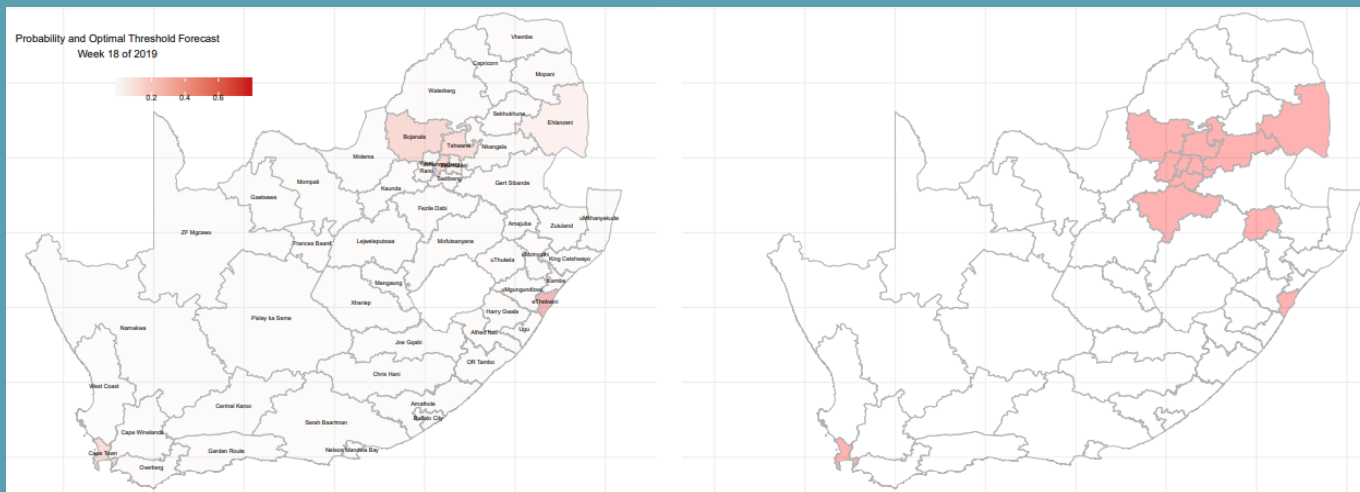 Probability and Optimal Threshold Forecast
Week 18 of 2019
0.2 0.4 0.6
Vhembe
Capricorn
Mopani
Waterberg
Sekhukhune
Ehlanzeni
Bojanala
Tshwane
Nkangala
Molema
Rand
Sedibeng
Mompati
Kaunda
Gert Sibande
Gaetsewe
Fezile Dabi
uMkhanyakude
Amajuba
Zululand
ZF Mgcawu
Frances Baard
Lejweleputswa
Mofutsanyane
uMzinyathi
uThukela
King Cetshwayo
Mangaung
ILembe
uMgungundlovu
Xhariep
eThekwini
Pixley ka Seme
Harry Gwala
Namakwa
Alfred Nzo
Ugu
Joe Gqabi
OR Tambo
Chris Hani
West Coast
Central Karoo
Amathole
Sarah Baartman
Buffalo City
Cape Winelands
Cape Town
Garden Route
Nelson Mandela Bay
Overberg